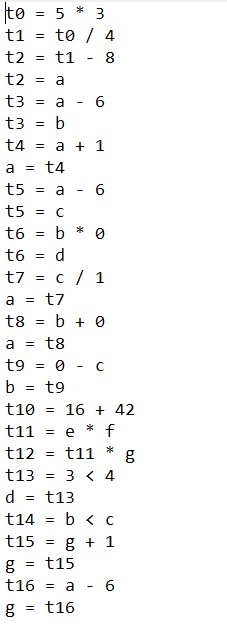 t0 = 5 * 3
t1 = t0 / 4
t2 = t1 - 8
t2 = a
t3 = a - 6
t3 = b
t4 = a + 1
a = t4
t5 = a - 6
t5 = c
t6 = b * 0
t6 = d
t7 = c / 1
a = t7
t8 = b + 0
a = t8
t9 = 0 - c
b = t9
t10 = 16 + 42
t11 = e * f
t12 = t11 * g
t13 = 3 < 4
d = t13
t14 = b < c
t15 = g + 1
g = t15
t16 = a - 6
g = t16